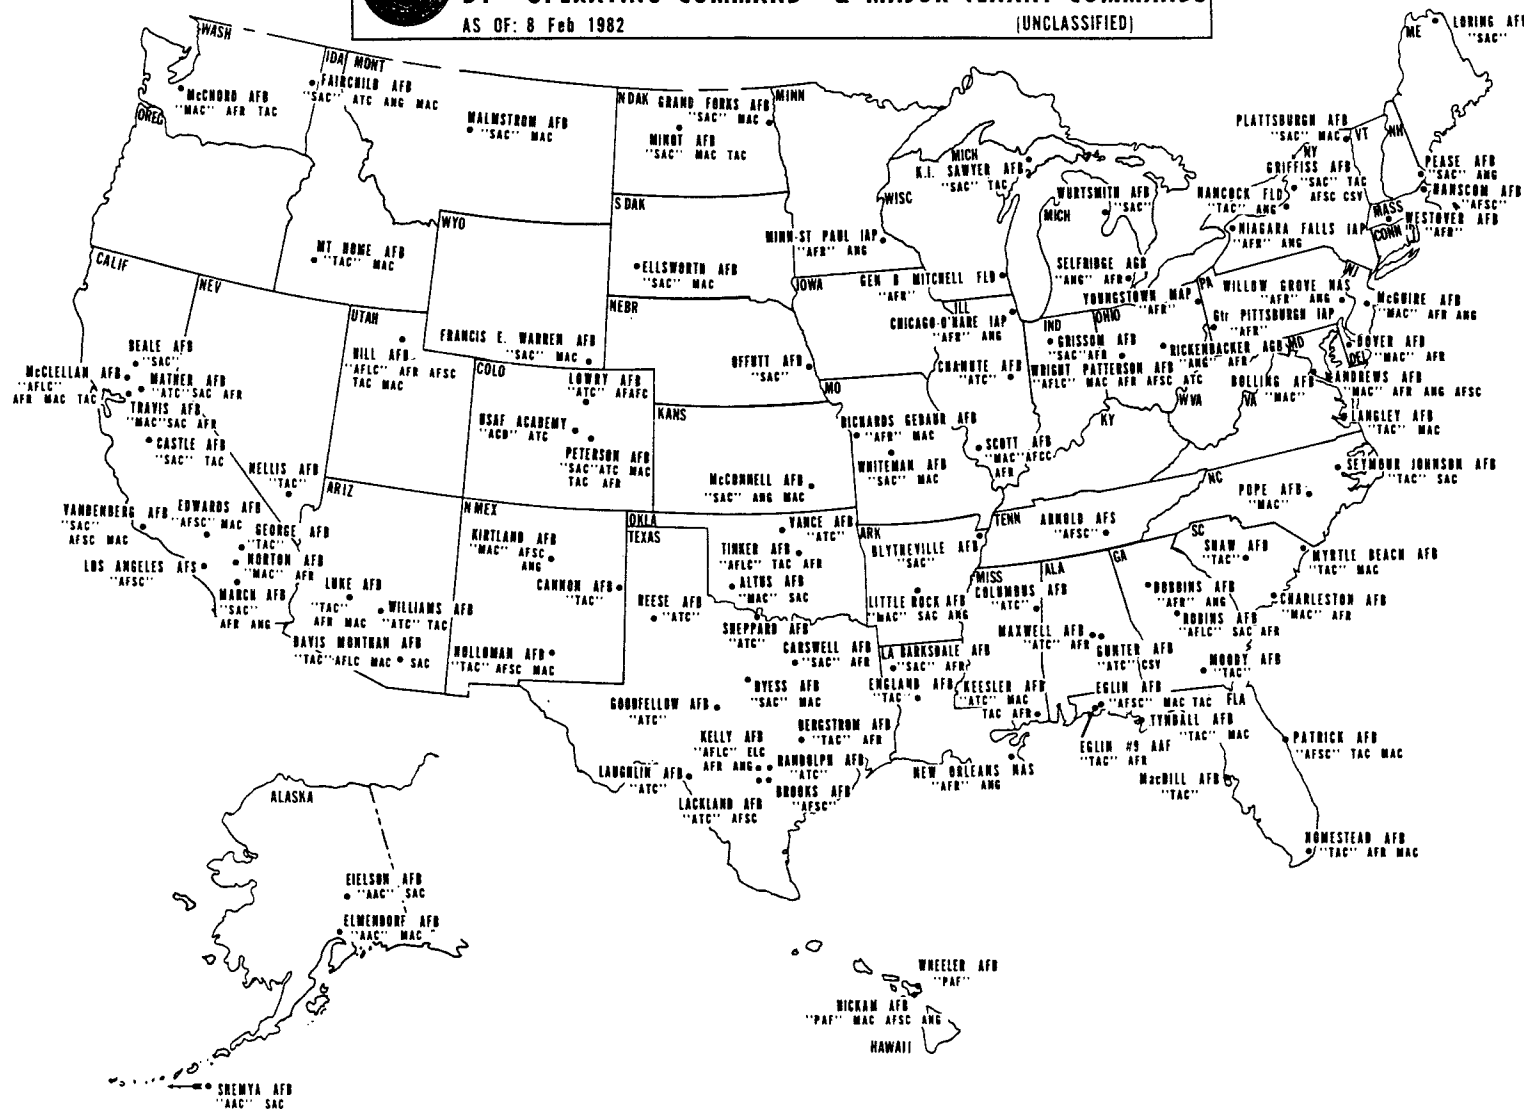 BY "OPERATING COMMAND" & MAJOR TENANT COMMANDS
AS OF: 8 Feb 1982 (UNCLASSIFIED)
WASH
McCHORD AFB
"MAC" AFR TAC
OREG
IDA
MONT
FAIRCHILD AFB
"SAC" ATC ANG MAC
MALMSTROM AFB
"SAC" MAC
N DAK
GRAND FORKS AFB
"SAC" MAC
MINOT AFB
"SAC" MAC TAC
MINN
ME
LORING AFB
"SAC"
PLATTSBURGH AFB
"SAC" MAC
VT
NH
NY
GRIFFISS AFB
"SAC" TAC
AFSC CSV
PEASE AFB
"SAC" ANG
HANSCOM AFB
"AFSC"
MASS
WESTOVER AFB
"AFR"
CONN
HANCOCK FLD
"TAC" ANG
NIAGARA FALLS IAP
"AFR" ANG
MICH
K.I. SAWYER AFB
"SAC" TAC
WURTSMITH AFB
"SAC"
MICH
WISC
S DAK
MINN-ST PAUL IAP
"AFR" ANG
ELLSWORTH AFB
"SAC" MAC
WYO
MT HOME AFB
"TAC" MAC
CALIF
NEV
UTAH
HILL AFB
"AFLC" AFR AFSC
TAC MAC
FRANCIS E. WARREN AFB
"SAC" MAC
NEBR
OFFUTT AFB
"SAC"
IOWA
GEN B MITCHELL FLD
"AFR"
SELFRIDGE AGB
"ANG" AFR
YOUNGSTOWN MAP
"AFR"
PA
WILLOW GROVE NAS
"AFR" ANG
NJ
McGUIRE AFB
"MAC" AFR ANG
Gtr PITTSBURGH IAP
"AFR"
ILL
CHICAGO-O'HARE IAP
"AFR"
CHANUTE AFB
"ATC"
IND
GRISSOM AFB
"SAC" AFR
OHIO
RICKENBACKER AGB
"ANG" AFR
WRIGHT PATTERSON AFB
"AFLC" MAC AFR AFSC ATC
MD
DEL
DOVER AFB
"MAC" AFR
ANDREWS AFB
"MAC" AFR ANG AFSC
BOLLING AFB
"MAC"
WVA
VA
LANGLEY AFB
"TAC" MAC
KY
BEALE AFB
"SAC"
McCLELLAN AFB
"AFLC"
AFR MAC TAC
MATHER AFB
"ATC" SAC AFR
TRAVIS AFB
"MAC" SAC AFR
CASTLE AFB
"SAC" TAC
NELLIS AFB
"TAC"
COLO
LOWRY AFB
"ATC" AFAFC
USAF ACADEMY
"ACD" ATC
PETERSON AFB
"SAC" ATC MAC
TAC AFR
KANS
McCONNELL AFB
"SAC" ANG MAC
MO
RICHARDS GEBAUR AFB
"AFR" MAC
WHITEMAN AFB
"SAC" MAC
SCOTT AFB
"MAC" AFCC
AFR
SEYMOUR JOHNSON AFB
"TAC" SAC
NC
POPE AFB
"MAC"
VANDENBERG AFB
"SAC"
AFSC MAC
EDWARDS AFB
"AFSC" MAC
GEORGE AFB
"TAC"
NORTON AFB
"MAC" AFR
LOS ANGELES AFS
"AFSC"
MARCH AFB
"SAC"
AFR ANG
ARIZ
LUKE AFB
"TAC"
AFR MAC
WILLIAMS AFB
"ATC" TAC
DAVIS MONTHAN AFB
"TAC" AFLC MAC SAC
N MEX
KIRTLAND AFB
"MAC" AFSC
ANG
CANNON AFB
"TAC"
HOLLOMAN AFB
"TAC" AFSC MAC
OKLA
TEXAS
VANCE AFB
"ATC"
TINKER AFB
"AFLC" TAC AFR
ALTUS AFB
"MAC" SAC
REESE AFB
"ATC"
SHEPPARD AFB
"ATC"
CARSWELL AFB
"SAC" AFR
DYESS AFB
"SAC" MAC
GOODFELLOW AFB
"ATC"
BERGSTROM AFB
"TAC" AFR
KELLY AFB
"AFLC" ELC
AFR ANG
RANDOLPH AFB
"ATC"
LAUGHLIN AFB
"ATC"
BROOKS AFB
"AFSC"
LACKLAND AFB
"ATC" AFSC
ARK
BLYTHEVILLE AFB
"SAC"
LITTLE ROCK AFB
"MAC" SAC ANG
LA
BARKSDALE AFB
"SAC" AFR
ENGLAND AFB
"TAC"
NEW ORLEANS NAS
"AFR" ANG
TENN
ARNOLD AFS
"AFSC"
MISS
COLUMBUS AFB
"ATC"
KEESLER AFB
"ATC" MAC
TAC AFR
ALA
MAXWELL AFB
"ATC" AFR
GUNTER AFB
"ATC" CSV
GA
DOBBINS AFB
"AFR" ANG
ROBINS AFB
"AFLC" SAC AFR
MOODY AFB
"TAC"
SC
SHAW AFB
"TAC"
MYRTLE BEACH AFB
"TAC" MAC
CHARLESTON AFB
"MAC" AFR
EGLIN AFB
"AFSC" MAC TAC
FLA
TYNDALL AFB
"TAC" MAC
EGLIN #9 AAF
"TAC" AFR
PATRICK AFB
"AFSC" TAC MAC
MacDILL AFB
"TAC"
HOMESTEAD AFB
"TAC" AFR MAC
ALASKA
EIELSON AFB
"AAC" SAC
ELMENDORF AFB
"AAC" MAC
SHEMYA AFB
"AAC" SAC
WHEELER AFB
"PAF"
HICKAM AFB
"PAF" MAC AFSC ANG
HAWAII